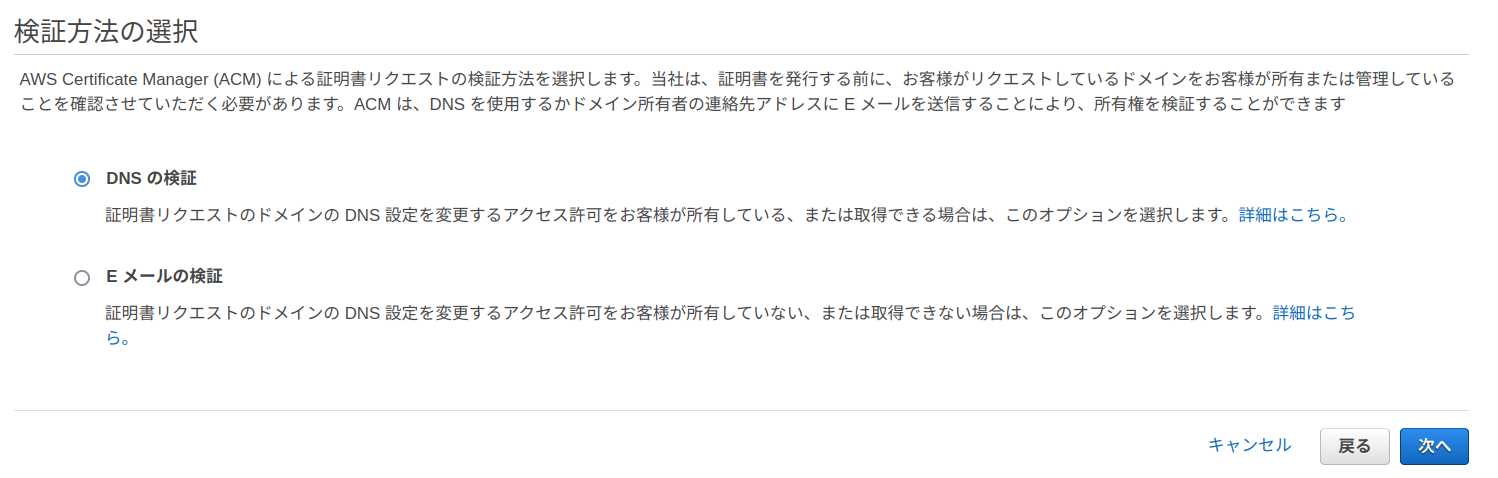 検証方法の選択
AWS Certificate Manager (ACM) による証明書リクエストの検証方法を選択します。当社は、証明書を発行する前に、お客様がリクエストしているドメインをお客様が所有または管理している
ことを確認させていただく必要があります。ACM は、DNS を使用するかドメイン所有者の連絡先アドレスに E メールを送信することにより、所有権を検証することができます
DNS の検証
証明書リクエストのドメインの DNS 設定を変更するアクセス許可をお客様が所有している、または取得できる場合は、このオプションを選択します。詳細はこちら。
E メールの検証
証明書リクエストのドメインの DNS 設定を変更するアクセス許可をお客様が所有していない、または取得できない場合は、このオプションを選択します。詳細はこち
ら。
キャンセル 戻る 次へ